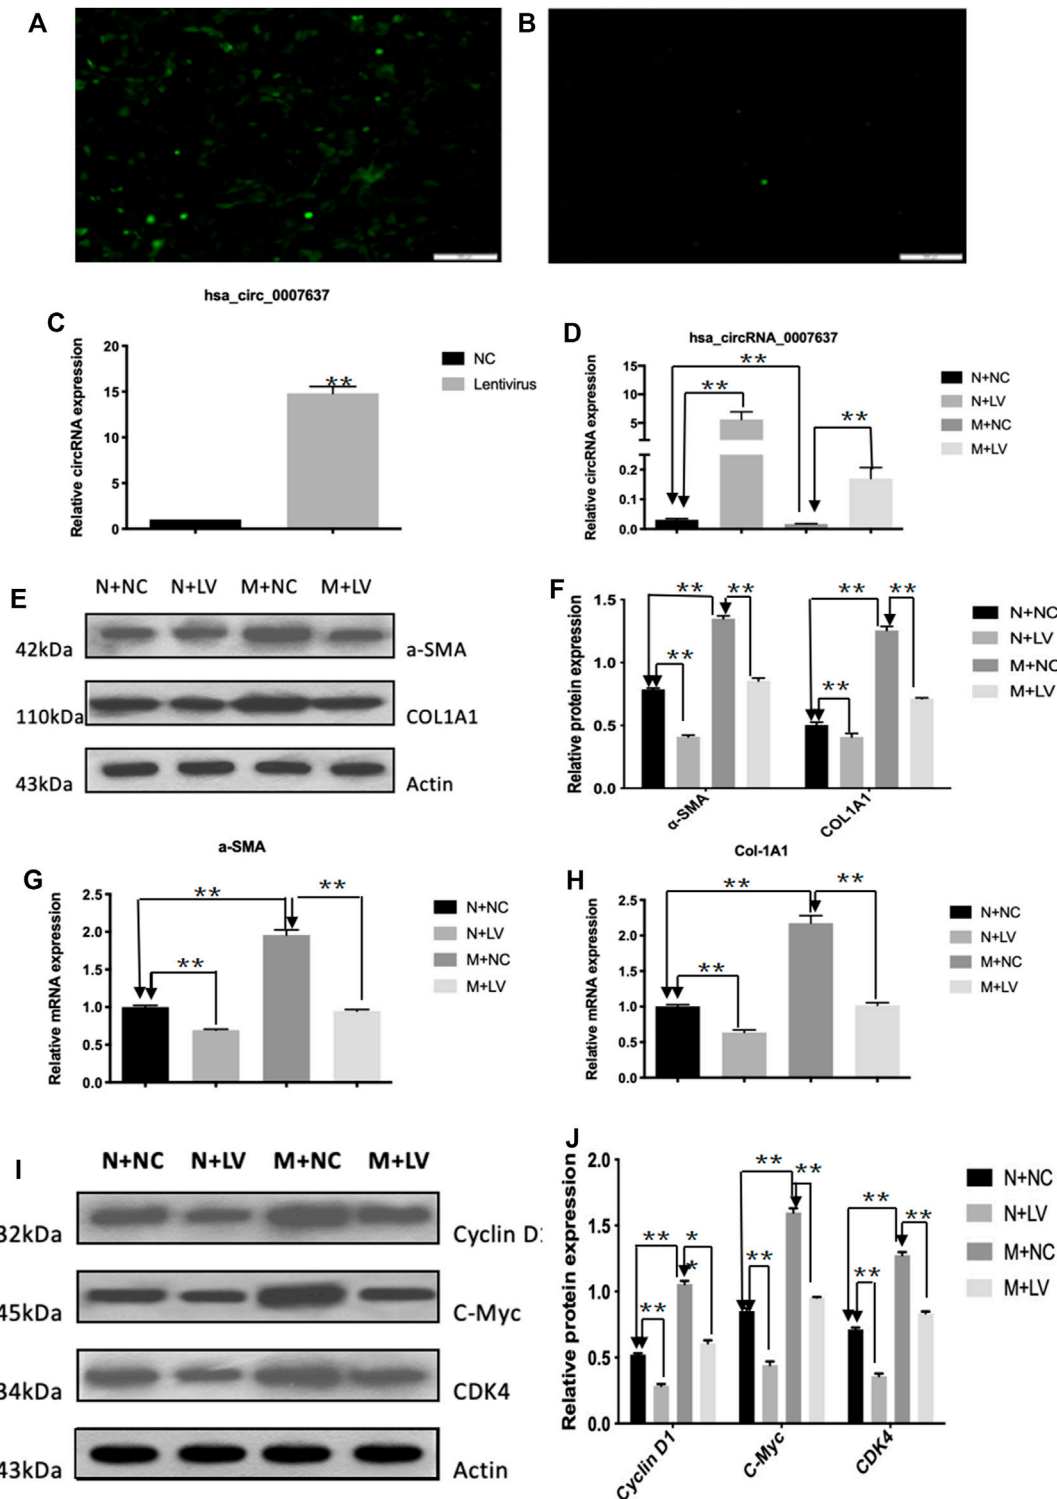 A
B
hsa_circ_0007637
C
Relative circRNA expression
20
15
10
5
0
**
NC
Lentivirus
D
hsa_circRNA_0007637
Relative circRNA expression
15
10
5
0.2
0.1
0.0
**
**
**
N+NC
N+LV
M+NC
M+LV
E
N+NC N+LV M+NC M+LV
42kDa a-SMA
110kDa COL1A1
43kDa Actin
F
Relative protein expression
1.5
1.0
0.5
0.0
** ** ** **
** **
α-SMA COL1A1
N+NC
N+LV
M+NC
M+LV
G
a-SMA
Relative mRNA expression
2.5
2.0
1.5
1.0
0.5
0.0
** **
**
N+NC
N+LV
M+NC
M+LV
H
Col-1A1
Relative mRNA expression
2.5
2.0
1.5
1.0
0.5
0.0
** **
**
N+NC
N+LV
M+NC
M+LV
I
N+NC N+LV M+NC M+LV
32kDa Cyclin D1
45kDa C-Myc
34kDa CDK4
43kDa Actin
J
Relative protein expression
2.0
1.5
1.0
0.5
0.0
** * * **
** ** **
** ** **
Cyclin D1 C-Myc CDK4
N+NC
N+LV
M+NC
M+LV